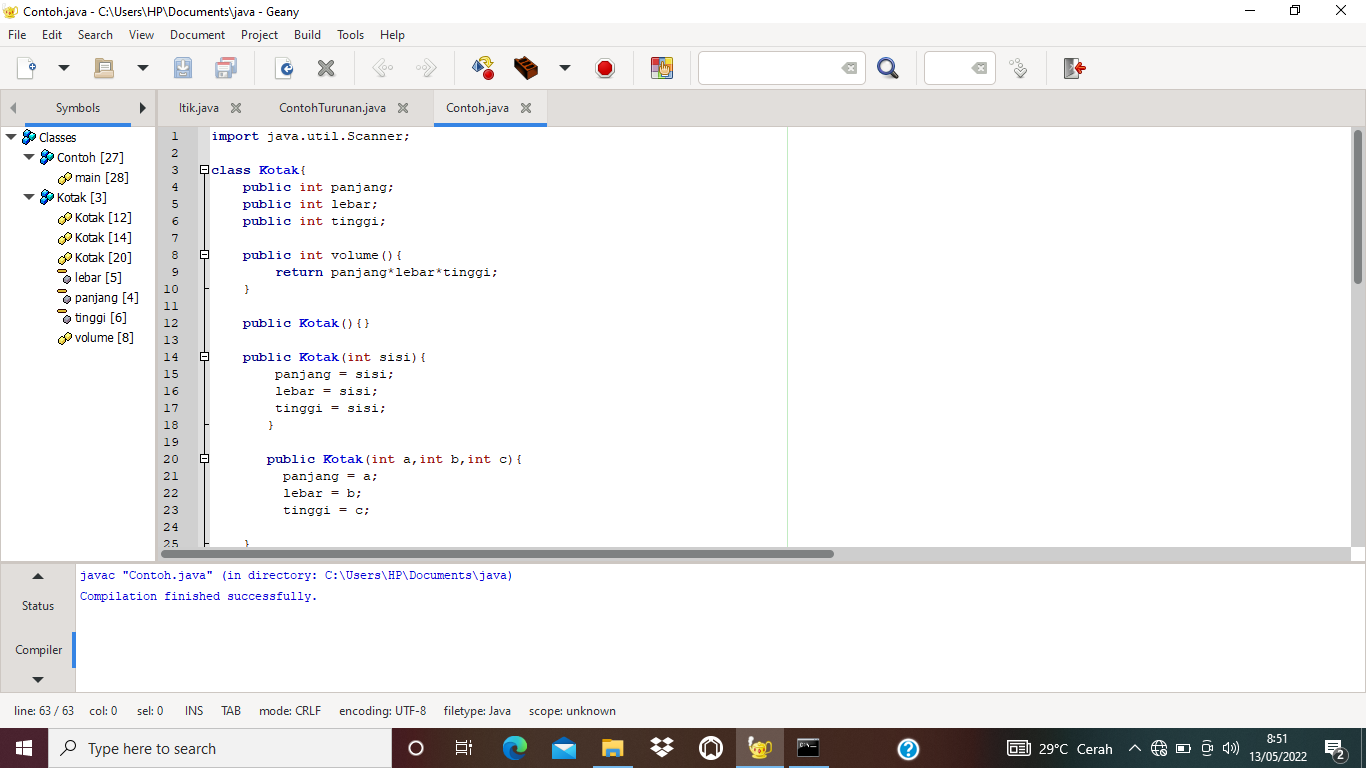 Contoh.java - C:\Users\HP\Documents\java - Geany
File Edit Search View Document Project Build Tools Help
Symbols
Itik.java ContohTurunan.java Contoh.java
Classes
Contoh [27]
main [28]
Kotak [3]
Kotak [12]
Kotak [14]
Kotak [20]
lebar [5]
panjang [4]
tinggi [6]
volume [8]
1 import java.util.Scanner;
2
3 class Kotak{
4 public int panjang;
5 public int lebar;
6 public int tinggi;
7
8 public int volume(){
9 return panjang*lebar*tinggi;
10 }
11
12 public Kotak(){}
13
14 public Kotak(int sisi){
15 panjang = sisi;
16 lebar = sisi;
17 tinggi = sisi;
18 }
19
20 public Kotak(int a,int b,int c){
21 panjang = a;
22 lebar = b;
23 tinggi = c;
24
25 }
Status
Compiler
javac "Contoh.java" (in directory: C:\Users\HP\Documents\java)
Compilation finished successfully.
line: 63 / 63 col: 0 sel: 0 INS TAB mode: CRLF encoding: UTF-8 filetype: Java scope: unknown
Type here to search
29°C Cerah
8:51
13/05/2022
2